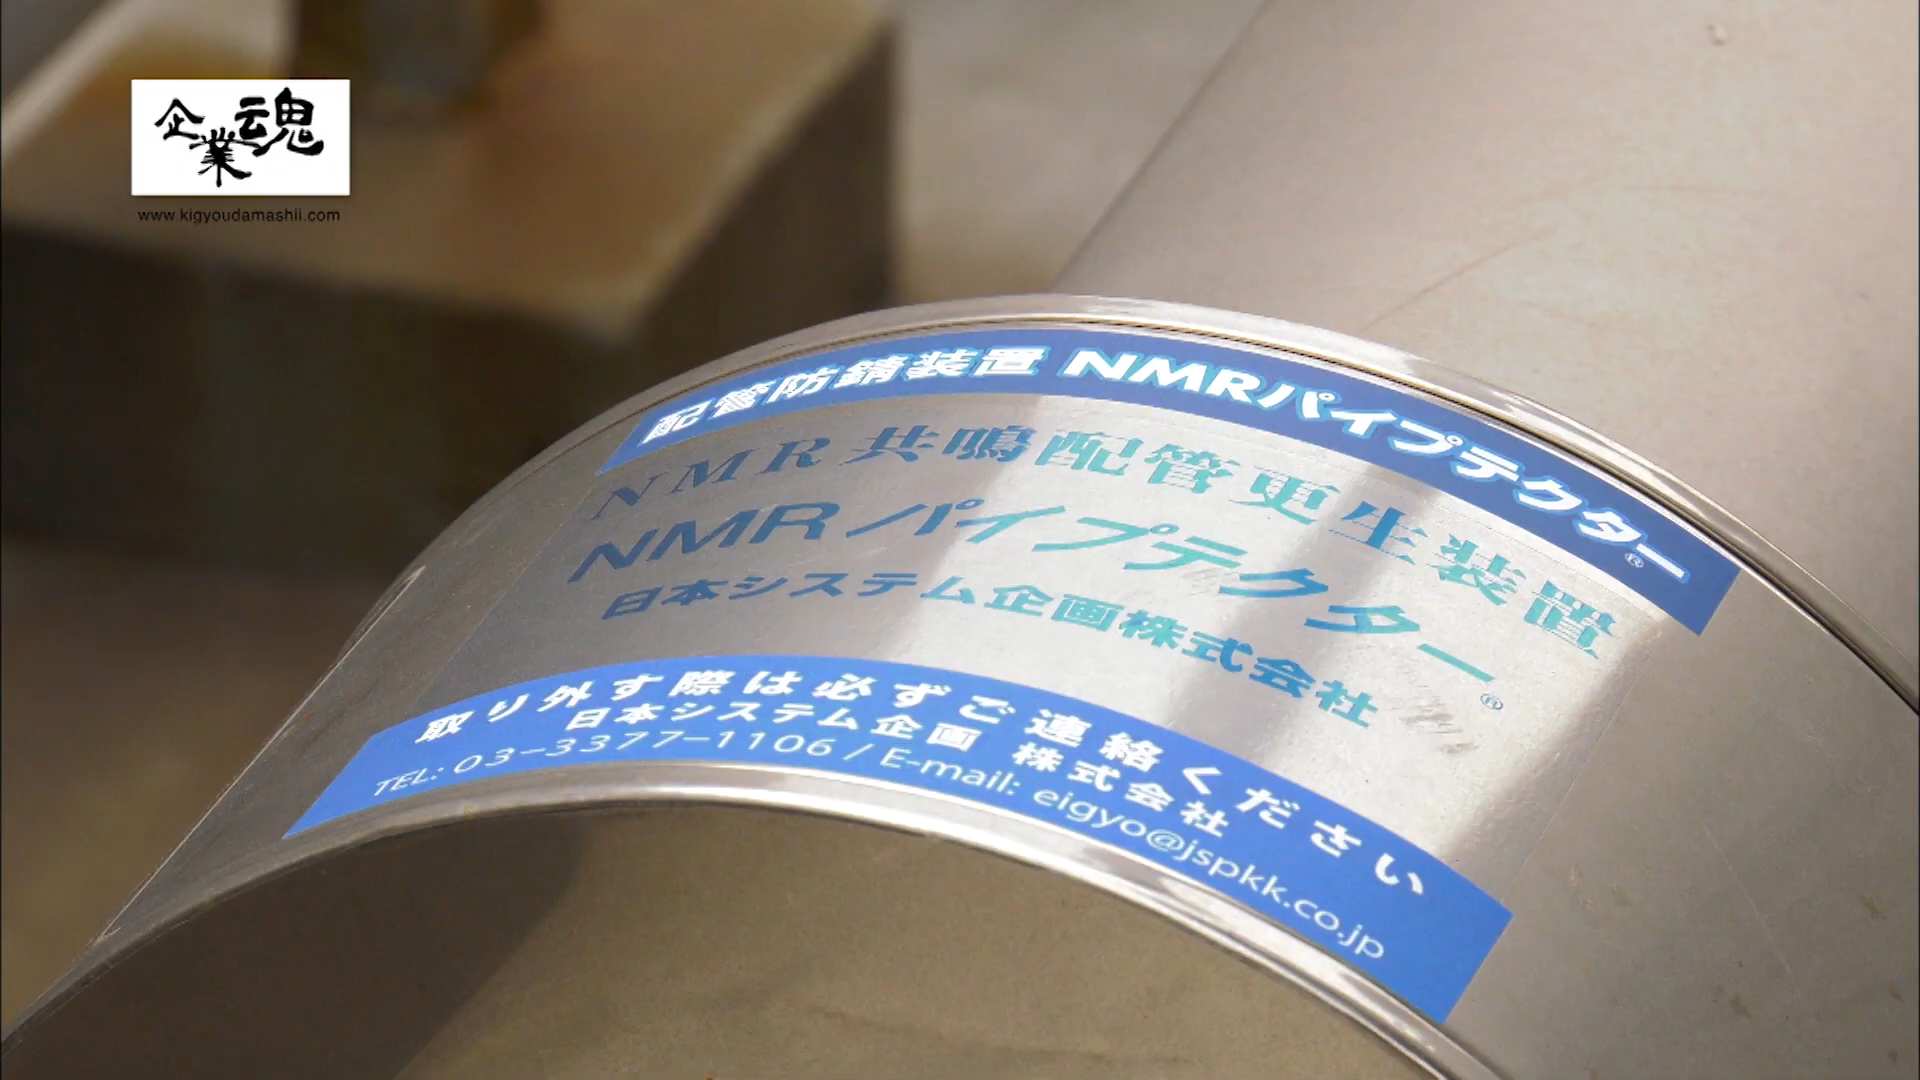 企業魂
www.kigyoudamashii.com
配管防錆装置 NMRパイプテクター®
NMR共鳴配管更生装置
NMRパイプテクター®
日本システム企画株式会社
取り外す際は必ずご連絡ください
日本システム企画 株式会社
TEL: 03-3377-1106 / E-mail: eigyo@jspkk.co.jp